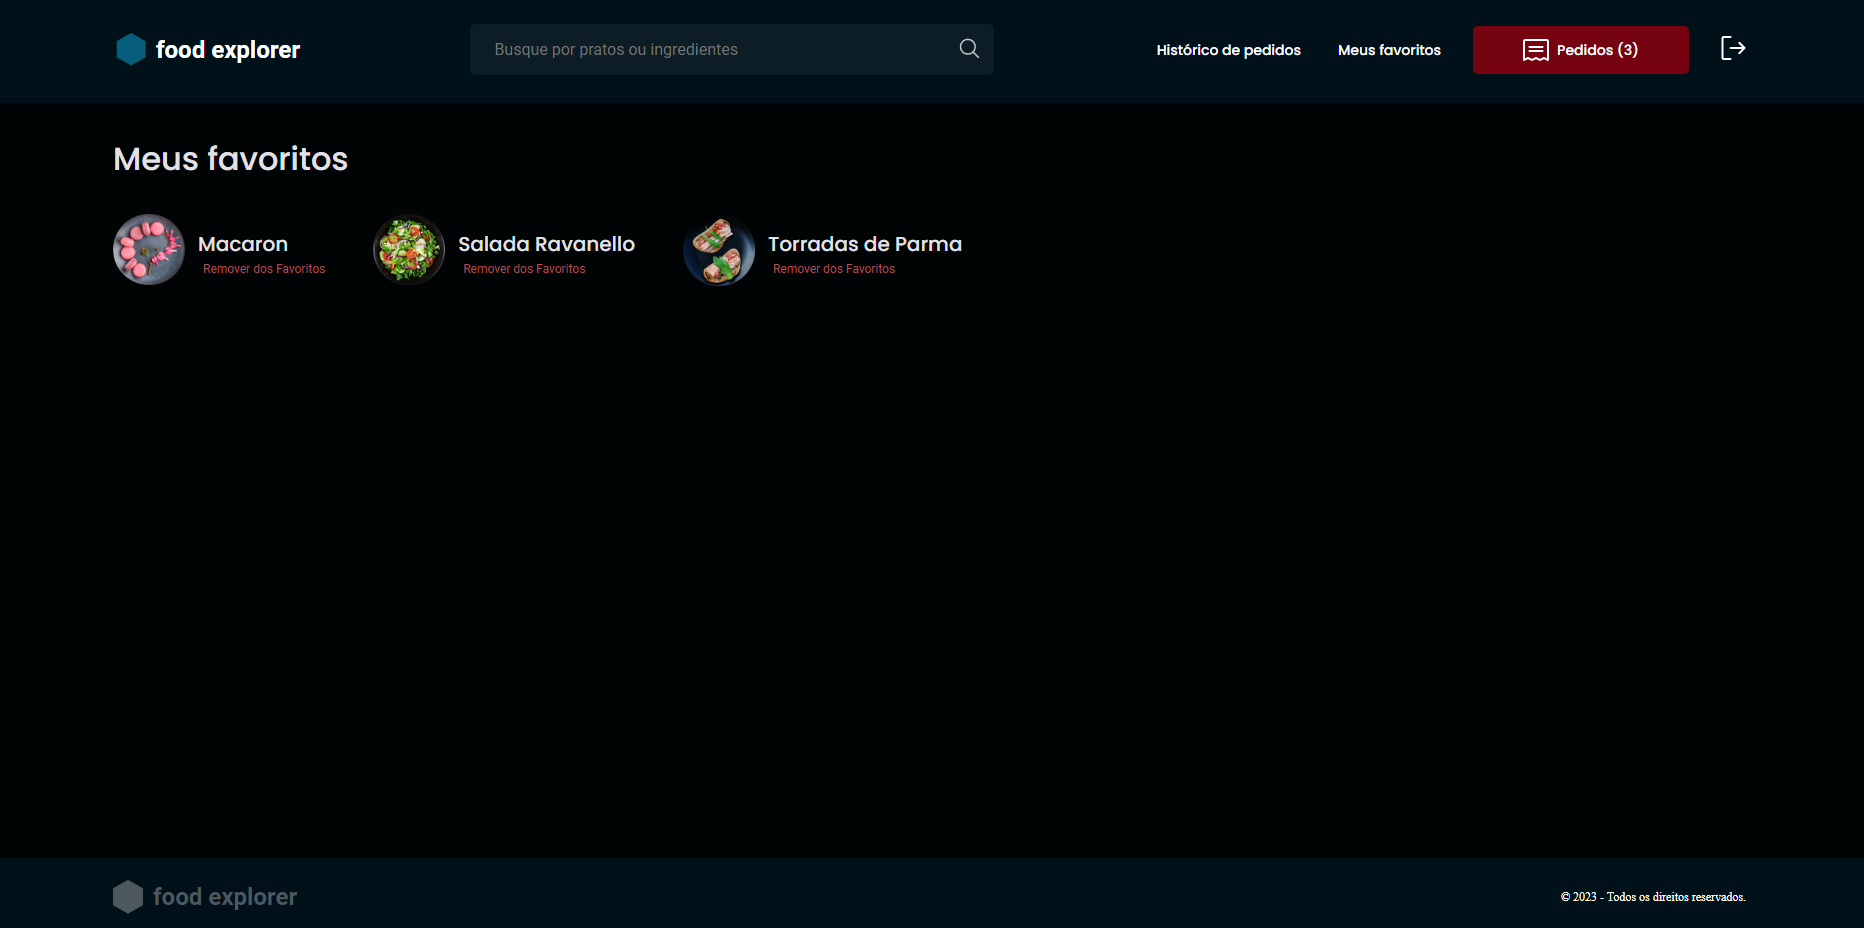 food explorer
Busque por pratos ou ingredientes
Histórico de pedidos
Meus favoritos
Pedidos (3)
Meus favoritos
Macaron
Remover dos Favoritos
Salada Ravanello
Remover dos Favoritos
Torradas de Parma
Remover dos Favoritos
food explorer
© 2023 - Todos os direitos reservados.